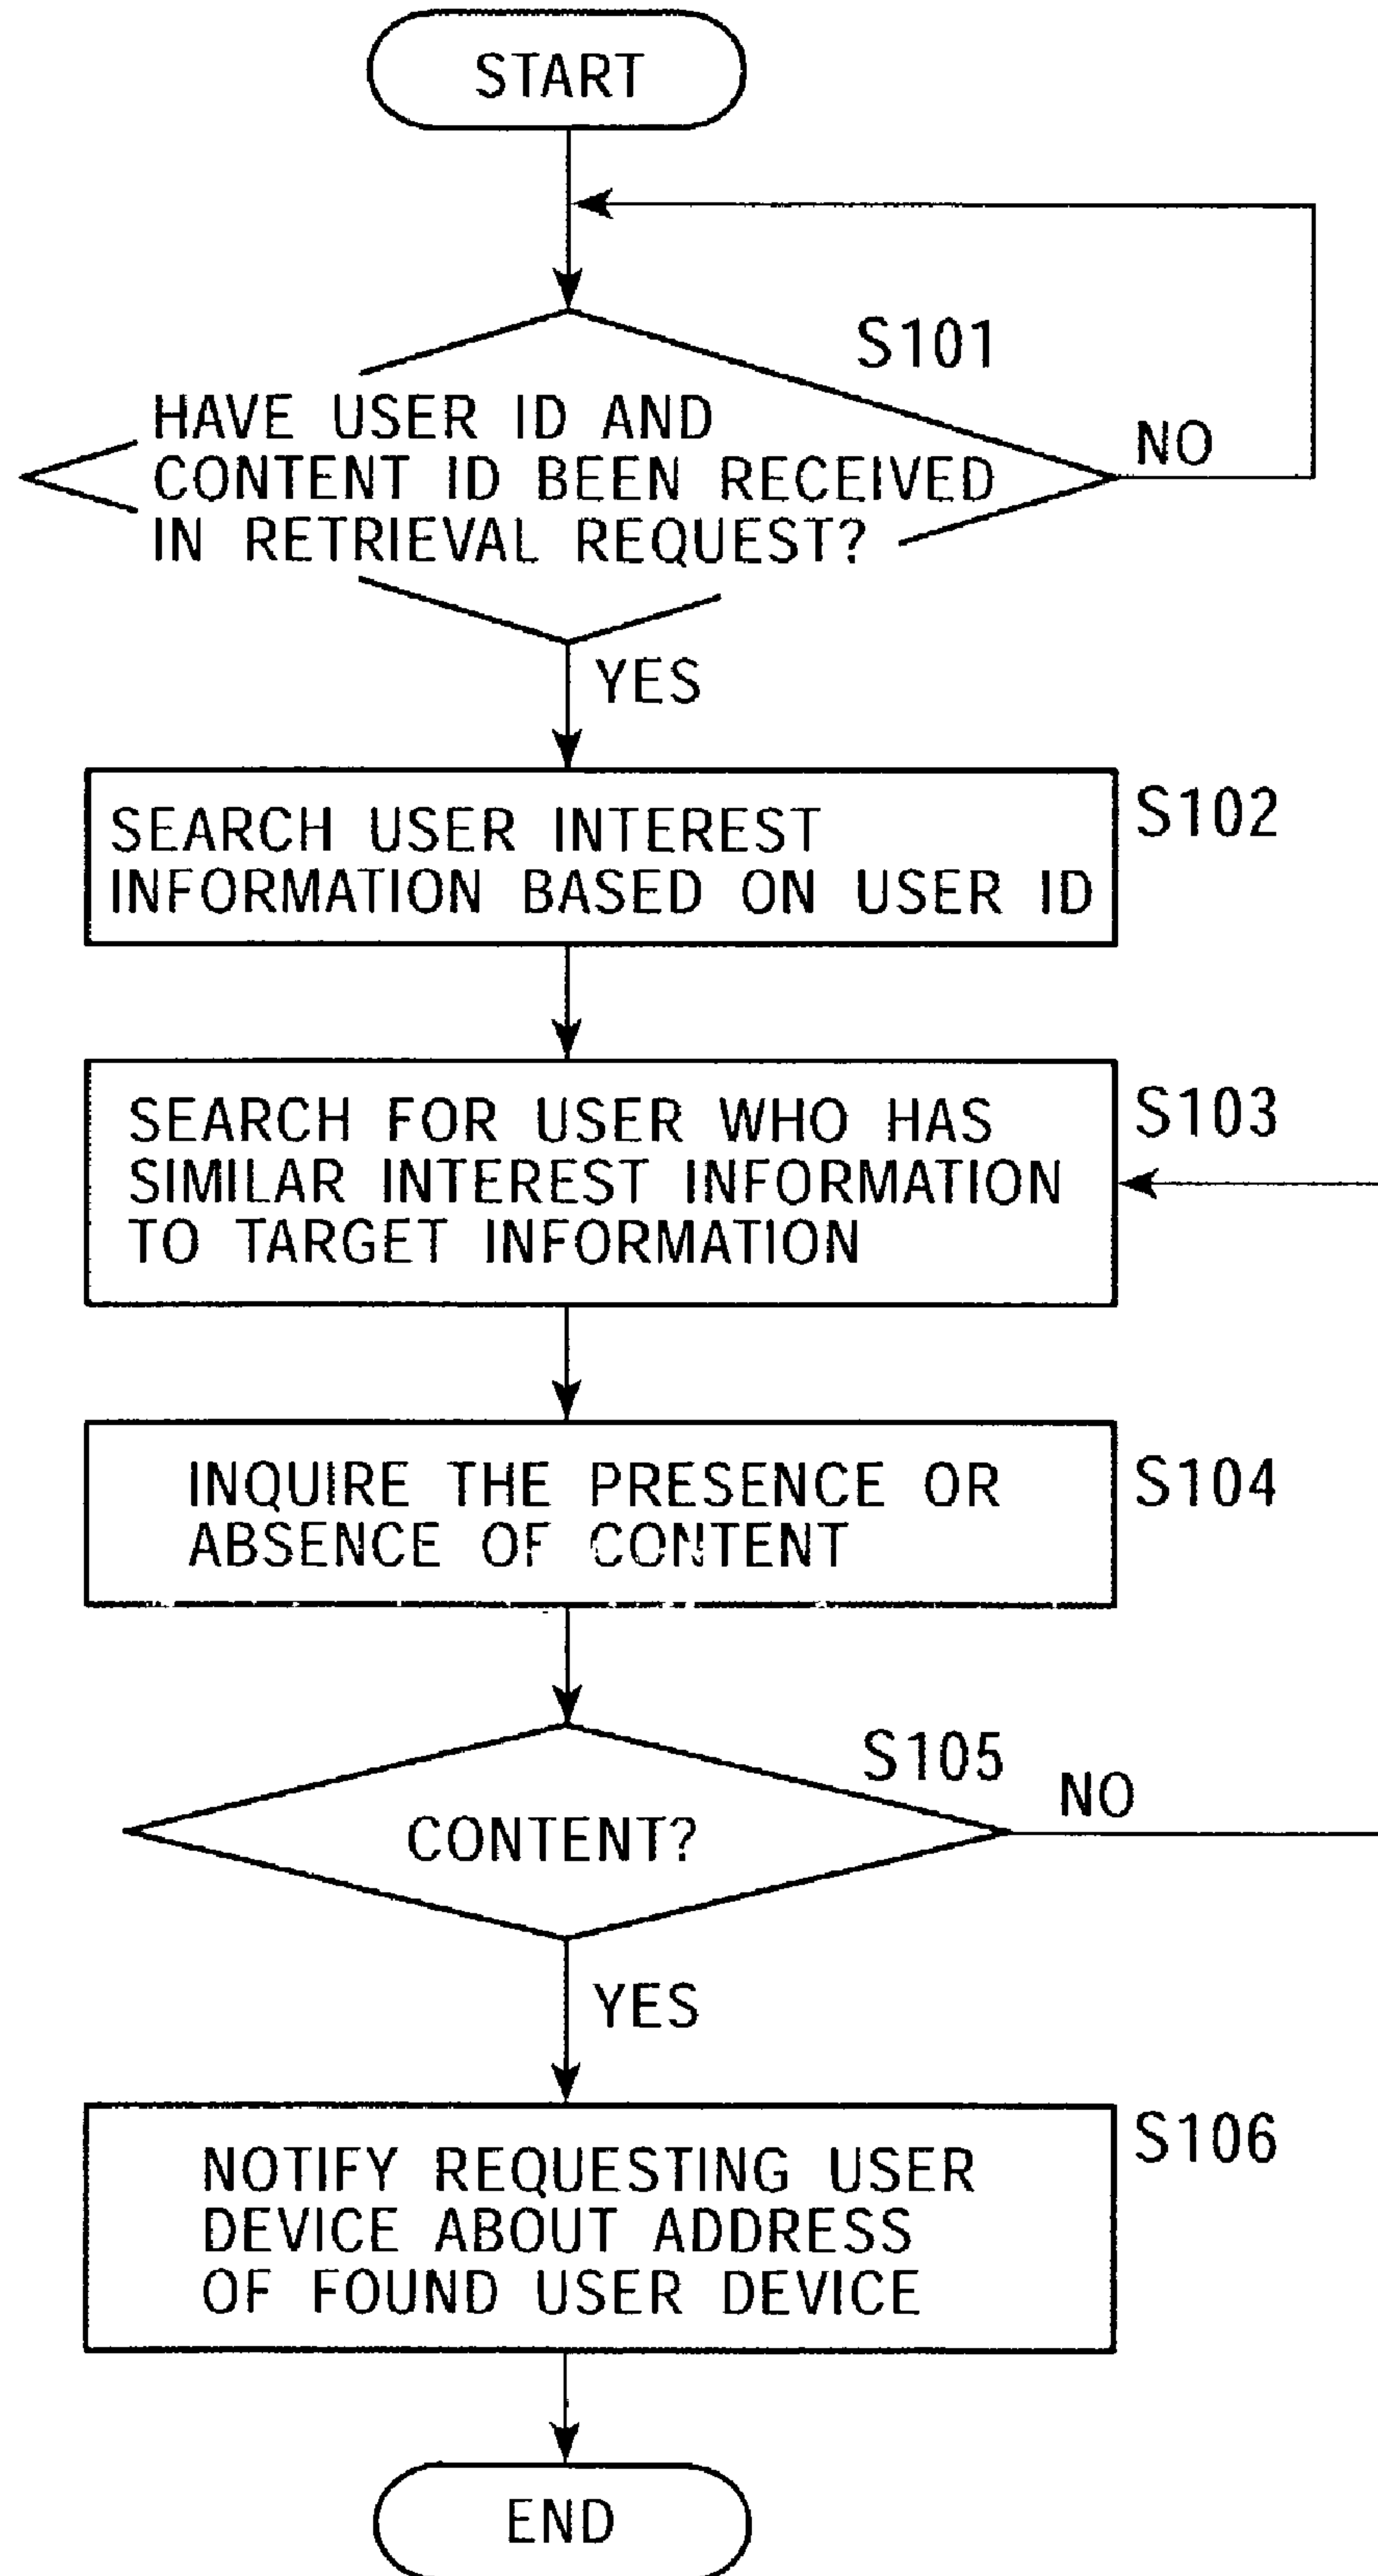 START
S101
HAVE USER ID AND
CONTENT ID BEEN RECEIVED
IN RETRIEVAL REQUEST?
NO
YES
SEARCH USER INTEREST
INFORMATION BASED ON USER ID
S102
SEARCH FOR USER WHO HAS
SIMILAR INTEREST INFORMATION
TO TARGET INFORMATION
S103
INQUIRE THE PRESENCE OR
ABSENCE OF CONTENT
S104
S105
CONTENT?
NO
YES
NOTIFY REQUESTING USER
DEVICE ABOUT ADDRESS
OF FOUND USER DEVICE
S106
END